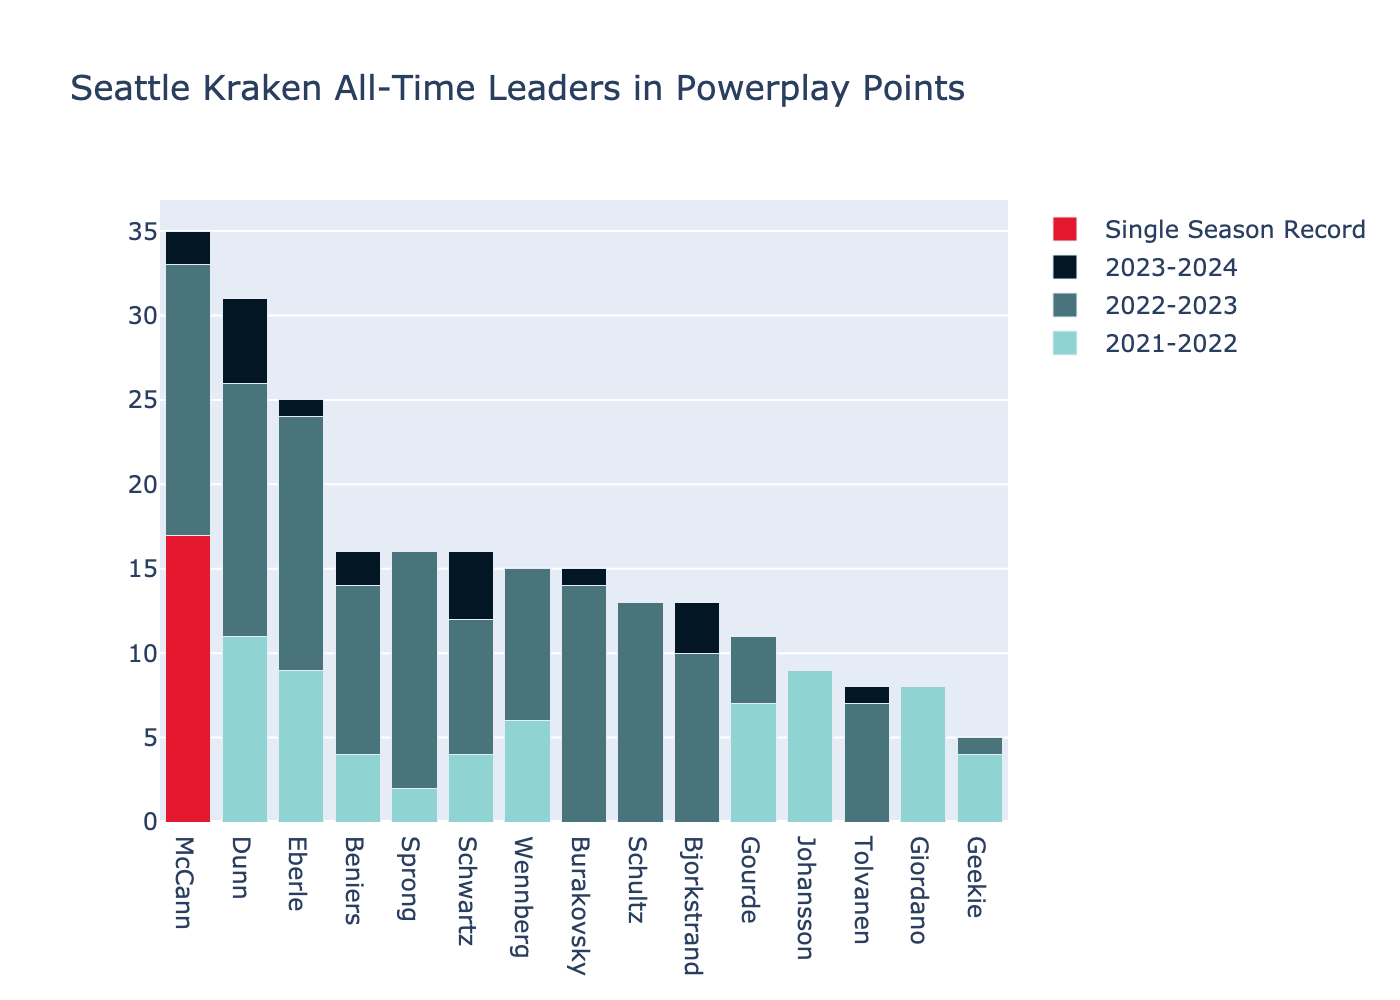 Seattle Kraken All-Time Leaders in Powerplay Points
35
30
25
20
15
10
5
0
McCann
Dunn
Eberle
Beniers
Sprong
Schwartz
Wennberg
Burakovsky
Schultz
Bjorkstrand
Gourde
Johansson
Tolvanen
Giordano
Geekie
Single Season Record
2023-2024
2022-2023
2021-2022